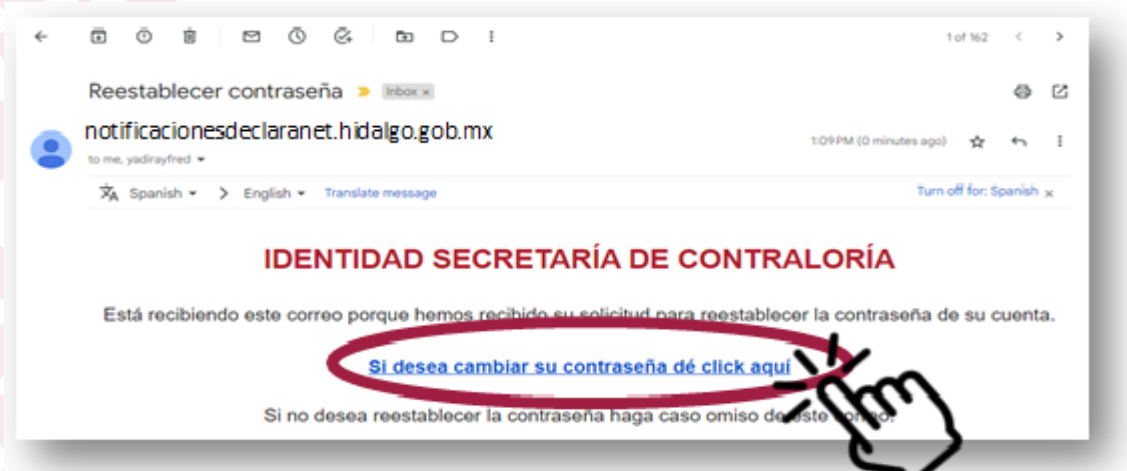 1 of 162
Reestablecer contraseña Inbox x
notificacionesdeclaranet.hidalgo.gob.mx
1:09 PM (0 minutes ago)
to me, yadirayfred
Spanish > English Translate message Turn off for: Spanish x
IDENTIDAD SECRETARÍA DE CONTRALORÍA
Está recibiendo este correo porque hemos recibido su solicitud para reestablecer la contraseña de su cuenta.
Si desea cambiar su contraseña dé click aquí
Si no desea reestablecer la contraseña haga caso omiso de este correo.